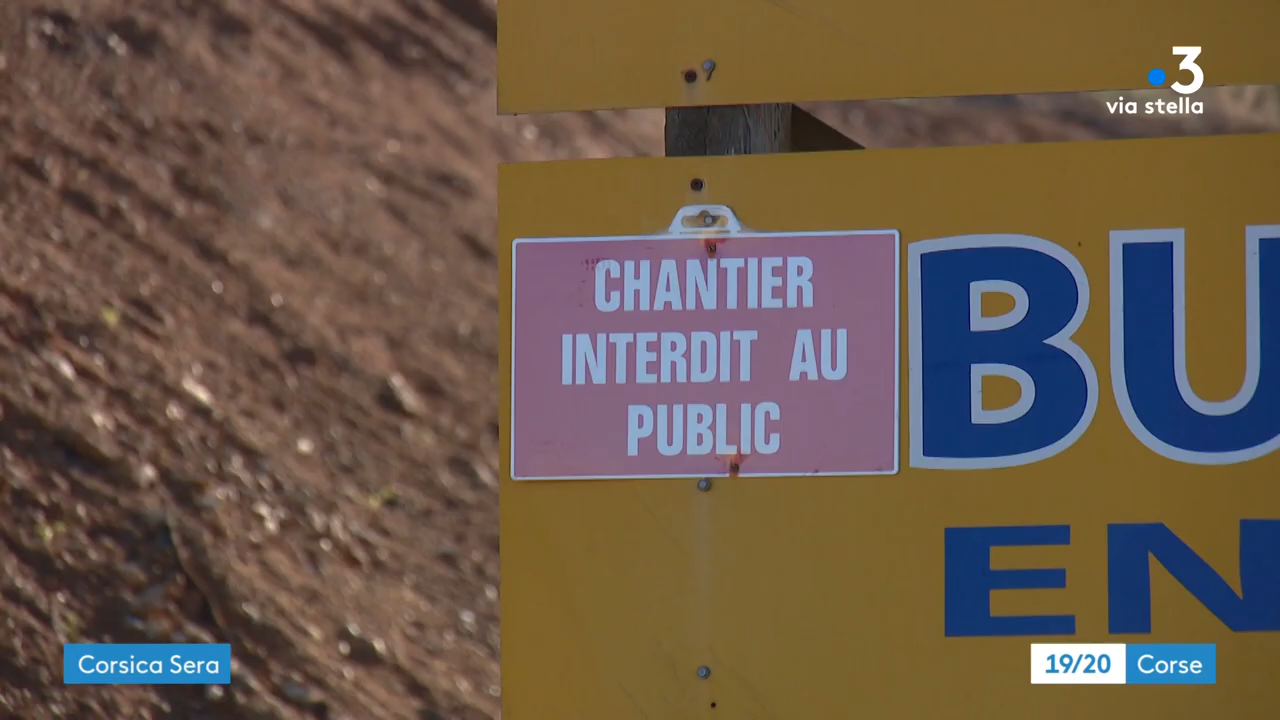 3
via stella
CHANTIER
INTERDIT AU
PUBLIC
BU
EN
Corsica Sera
19/20 Corse